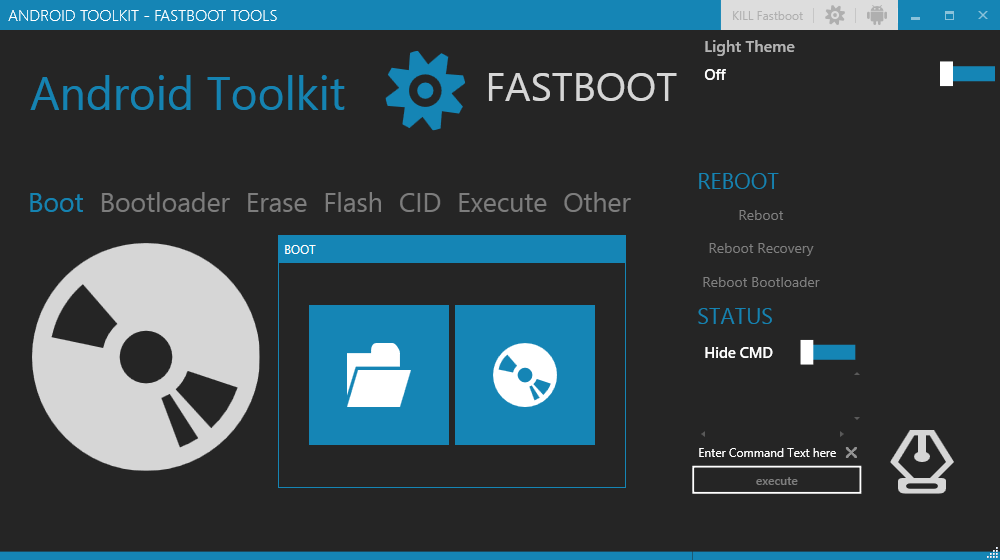 ANDROID TOOLKIT - FASTBOOT TOOLS
KILL Fastboot
Light Theme
Off
Android Toolkit
FASTBOOT
Boot Bootloader Erase Flash CID Execute Other
BOOT
REBOOT
Reboot
Reboot Recovery
Reboot Bootloader
STATUS
Hide CMD
Enter Command Text here
execute